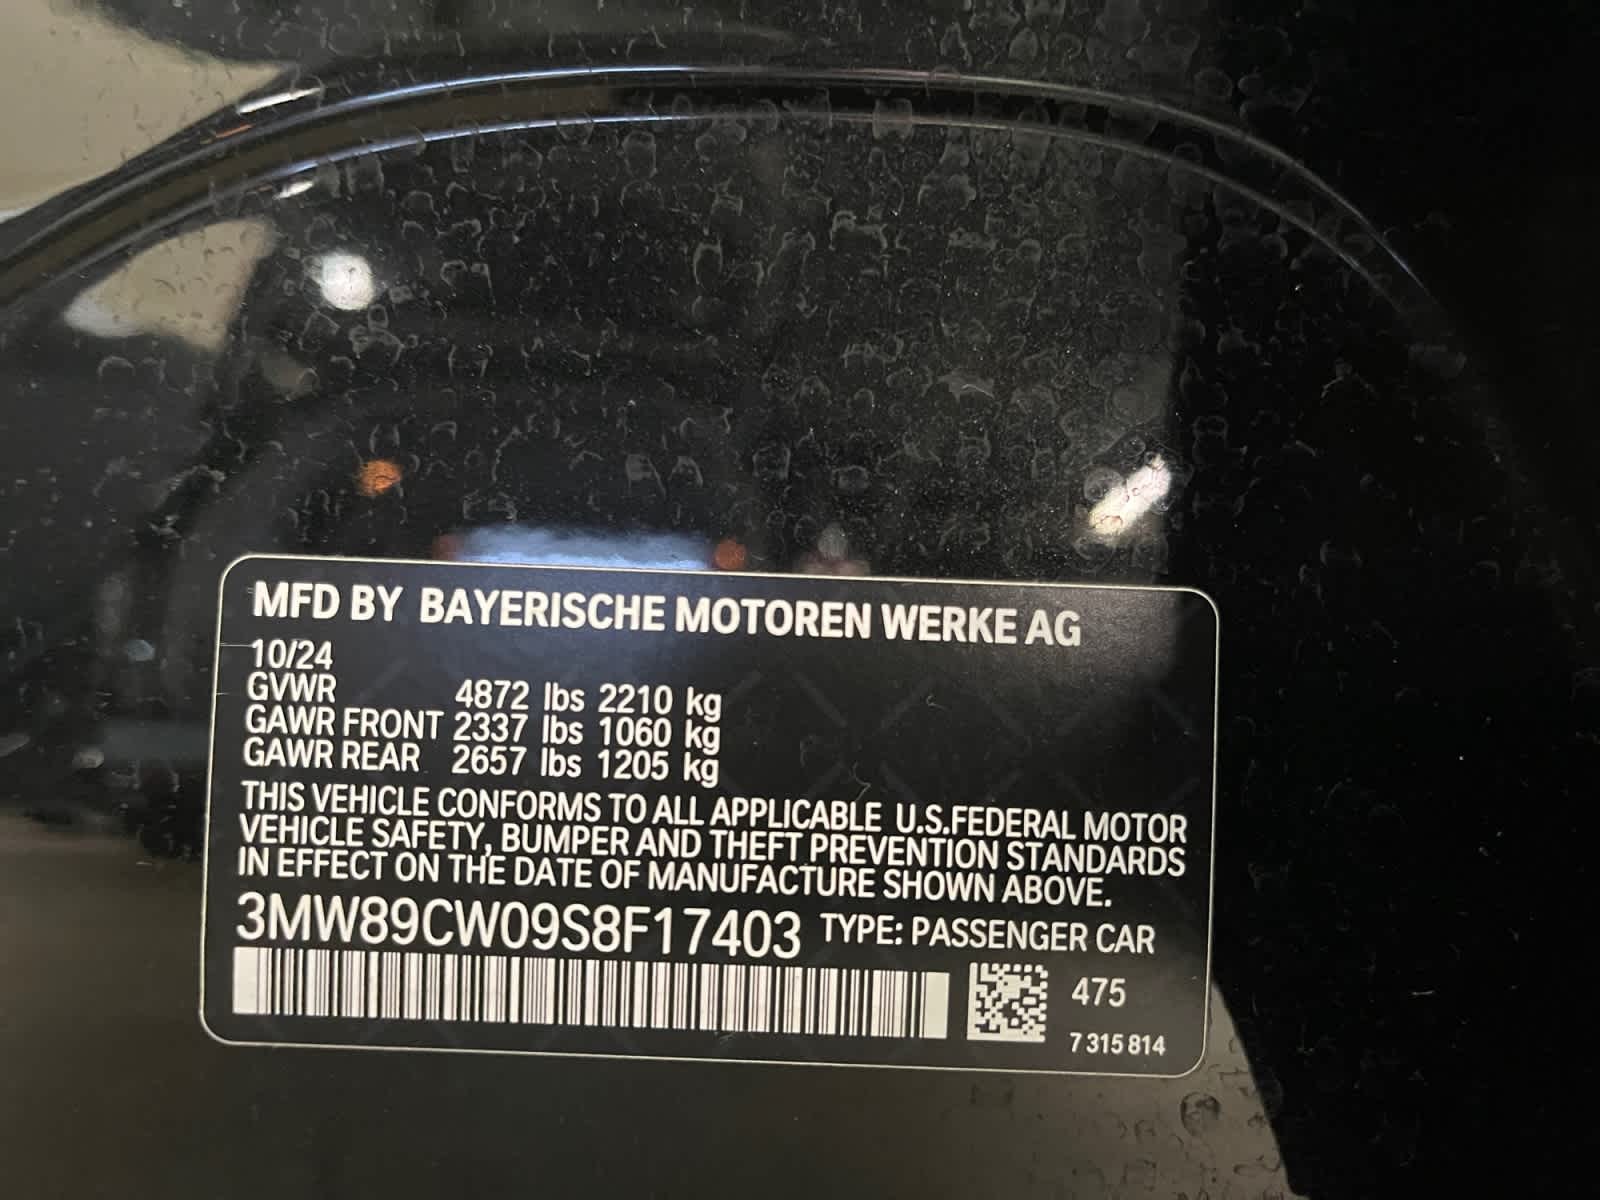 MFD BY BAYERISCHE MOTOREN WERKE AG
10/24
GVWR 4872 lbs 2210 kg
GAWR FRONT 2337 lbs 1060 kg
GAWR REAR 2657 lbs 1205 kg
THIS VEHICLE CONFORMS TO ALL APPLICABLE U.S.FEDERAL MOTOR
VEHICLE SAFETY, BUMPER AND THEFT PREVENTION STANDARDS
IN EFFECT ON THE DATE OF MANUFACTURE SHOWN ABOVE.
3MW89CW09S8F17403 TYPE: PASSENGER CAR
475
7 315 814